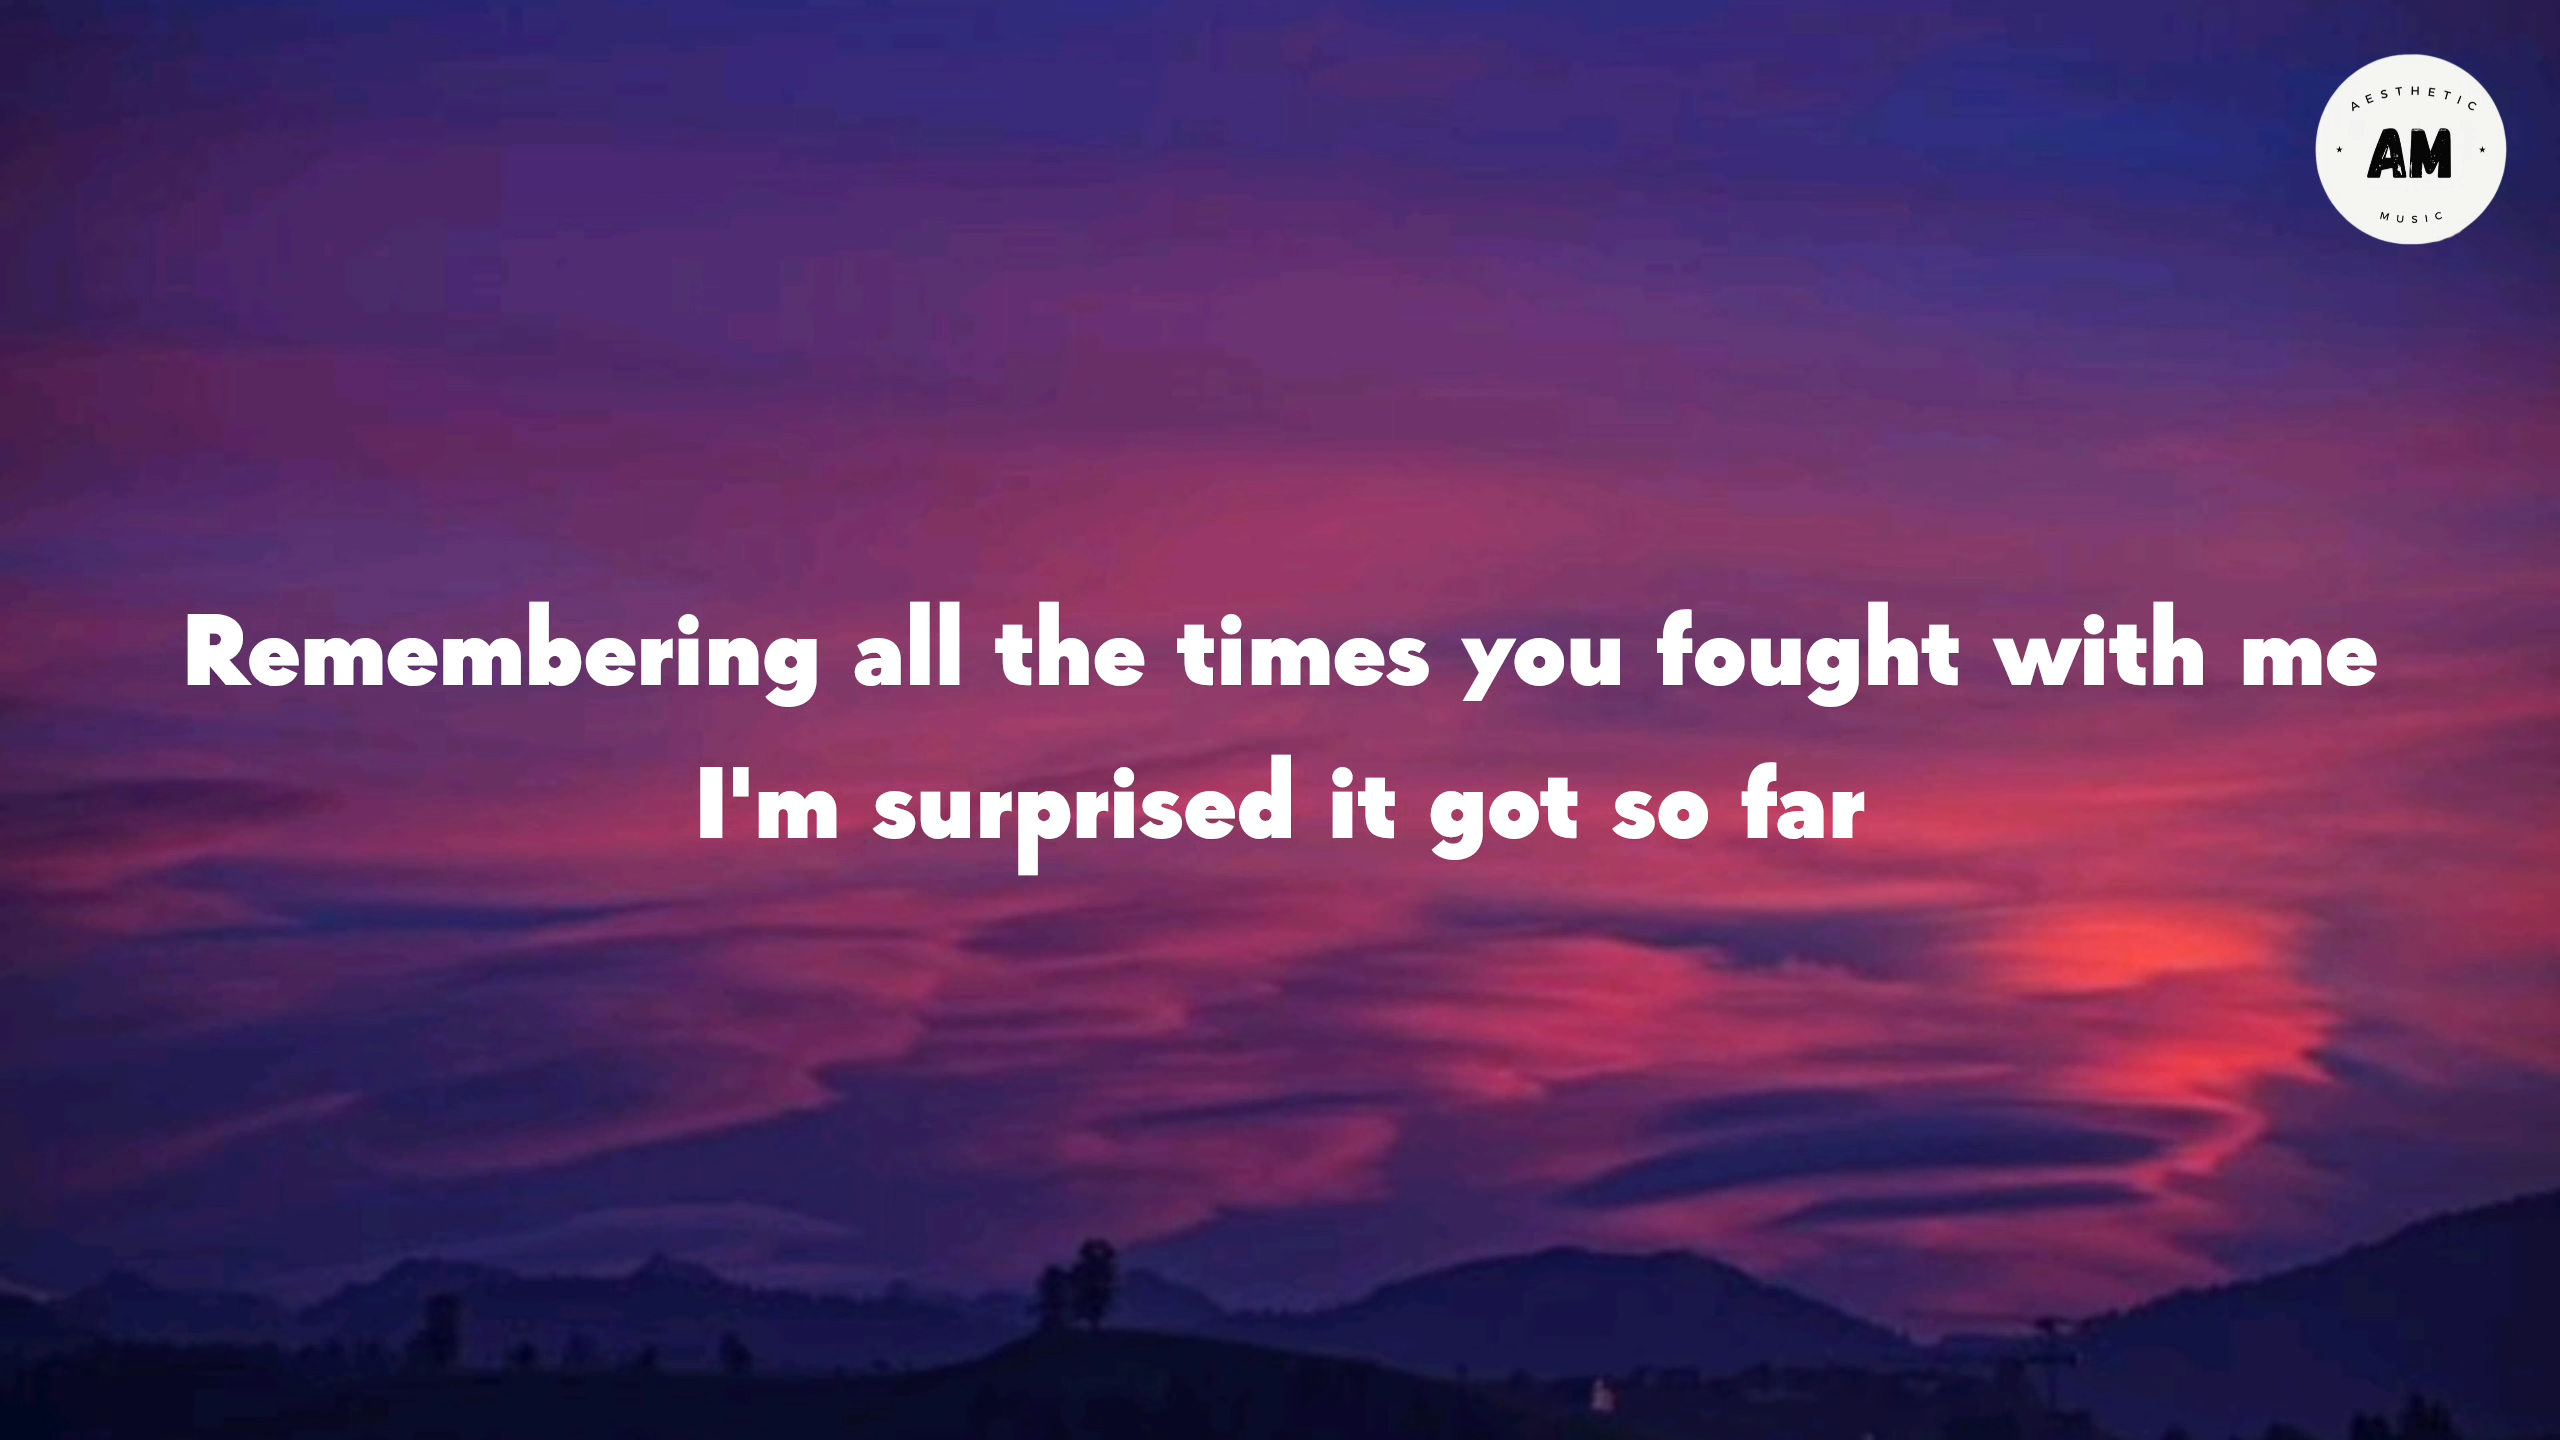 AESTHETIC
AM
MUSIC
Remembering all the times you fought with me
I'm surprised it got so far